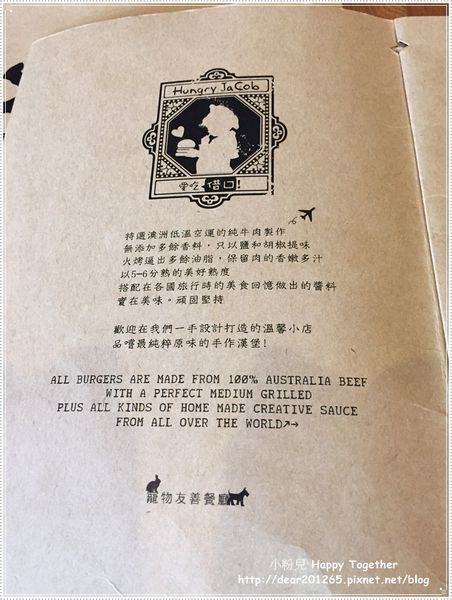 Hungry JaCob
愛吃 借口!
特選澳洲低溫空運的純牛肉製作
無添加多餘香料，只以鹽和胡椒提味
火烤逼出多餘油脂，保留肉的香嫩多汁
以5-6分熟的美好熟度
搭配在各國旅行時的美食回憶做出的醬料
實在美味。頑固堅持
歡迎在我們一手設計打造的溫馨小店
品嚐最純粹原味的手作漢堡!
ALL BURGERS ARE MADE FROM 100% AUSTRALIA BEEF
WITH A PERFECT MEDIUM GRILLED
PLUS ALL KINDS OF HOME MADE CREATIVE SAUCE
FROM ALL OVER THE WORLD↗→
寵物友善餐廳
小粉兒 Happy Together
http://dear201265.pixnet.net/blog